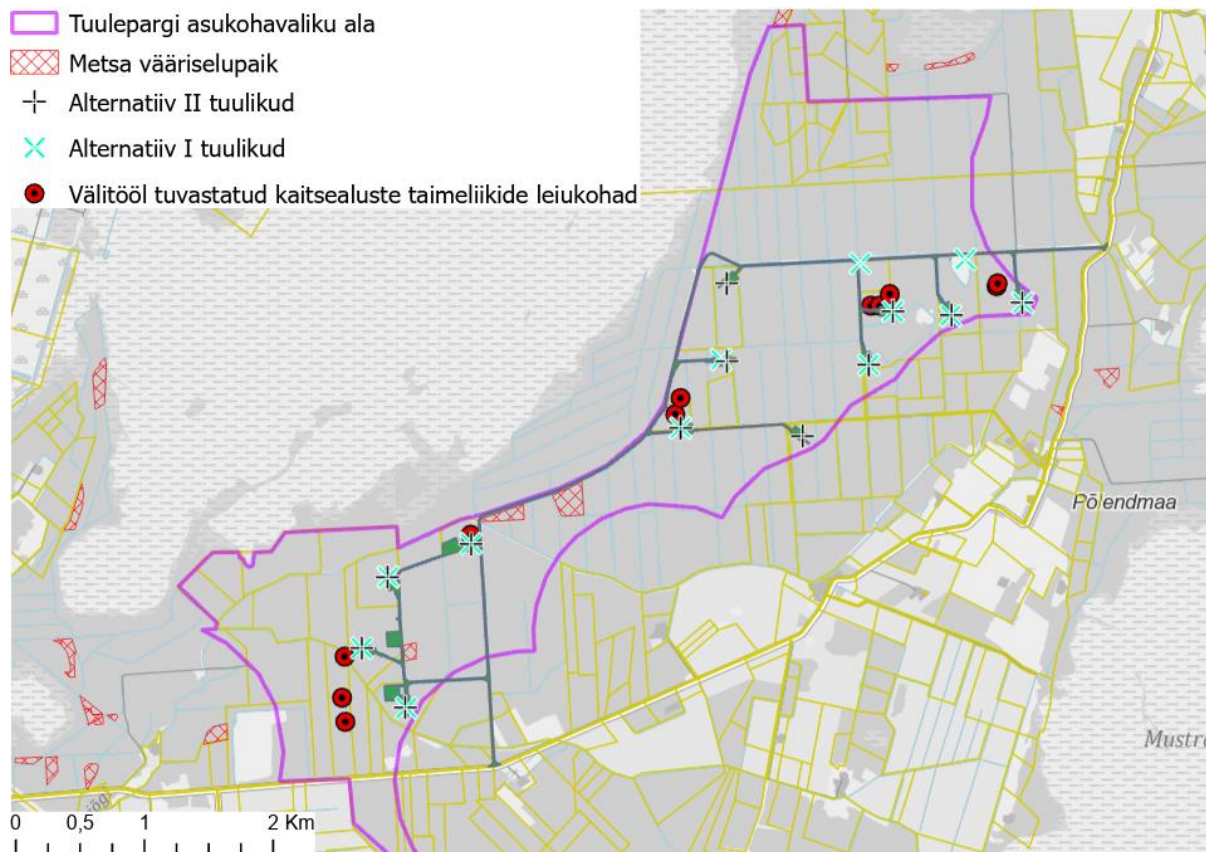 Tuulepargi asukohavaliku ala
Metsa vääriselupaik
Alternatiiv II tuulikud
Alternatiiv I tuulikud
Välitööl tuvastatud kaitsealuste taimeliikide leiukohad
Põlendmaa
Mustr
jõgi
0 0,5 1 2 Km